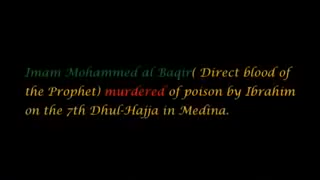 Imam Mohammed al Baqir( Direct blood of
the Prophet) murdered of poison by Ibrahim
on the 7th Dhul-Hajja in Medina.